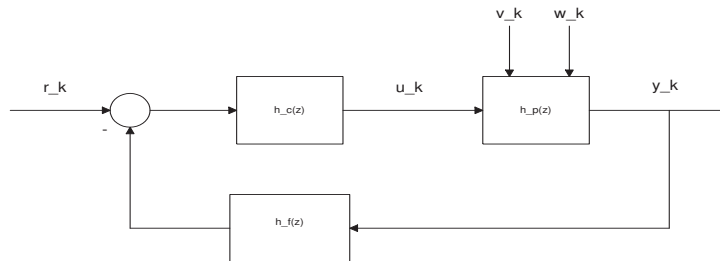 v_k w_k
r_k u_k y_k
h_c(z) h_p(z)
-
h_f(z)